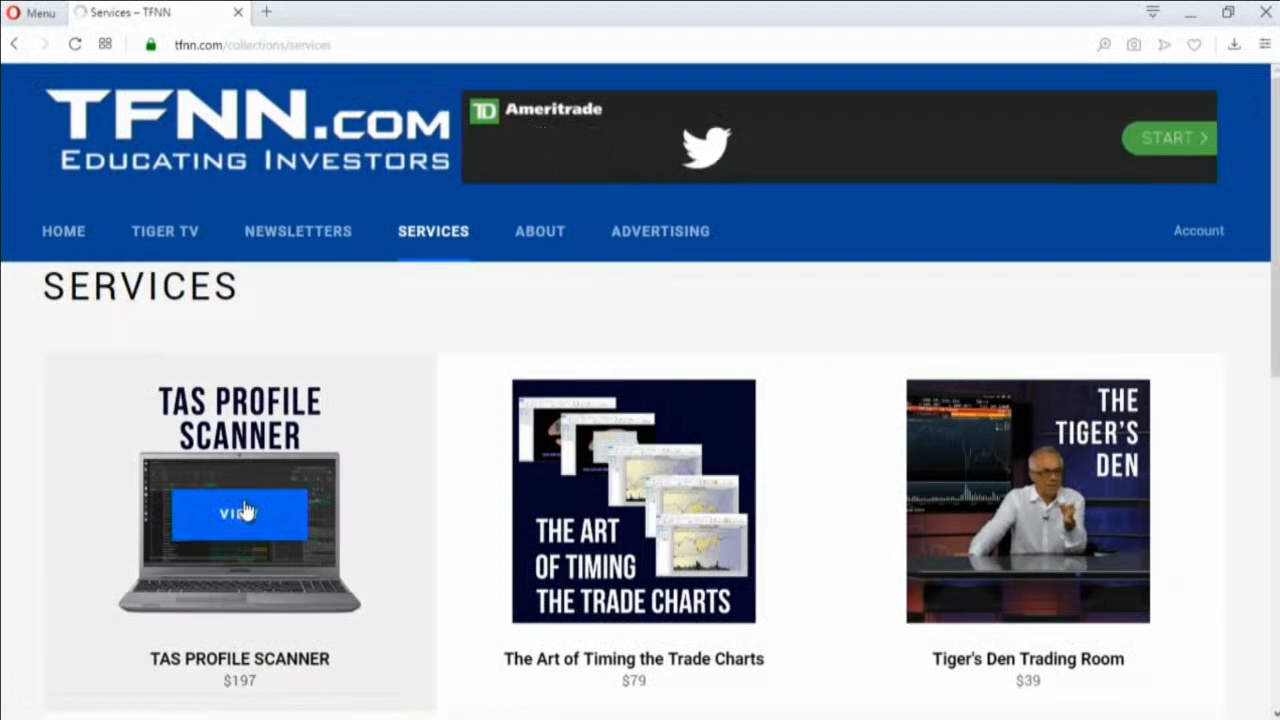 Menu
Services – TFNN
tfnn.com/collections/services
TFNN.COM
EDUCATING INVESTORS
TD Ameritrade
START >
HOME
TIGER TV
NEWSLETTERS
SERVICES
ABOUT
ADVERTISING
Account
SERVICES
TAS PROFILE
SCANNER
TAS PROFILE SCANNER
$197
THE ART
OF TIMING
THE TRADE CHARTS
The Art of Timing the Trade Charts
$79
THE
TIGER'S
DEN
Tiger's Den Trading Room
$39